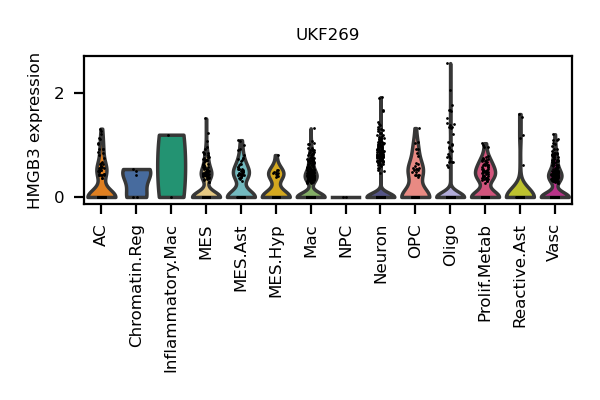 UKF269
HMGB3 expression
2
0
AC
Chromatin.Reg
Inflammatory.Mac
MES
MES.Ast
MES.Hyp
Mac
NPC
Neuron
OPC
Oligo
Prolif.Metab
Reactive.Ast
Vasc